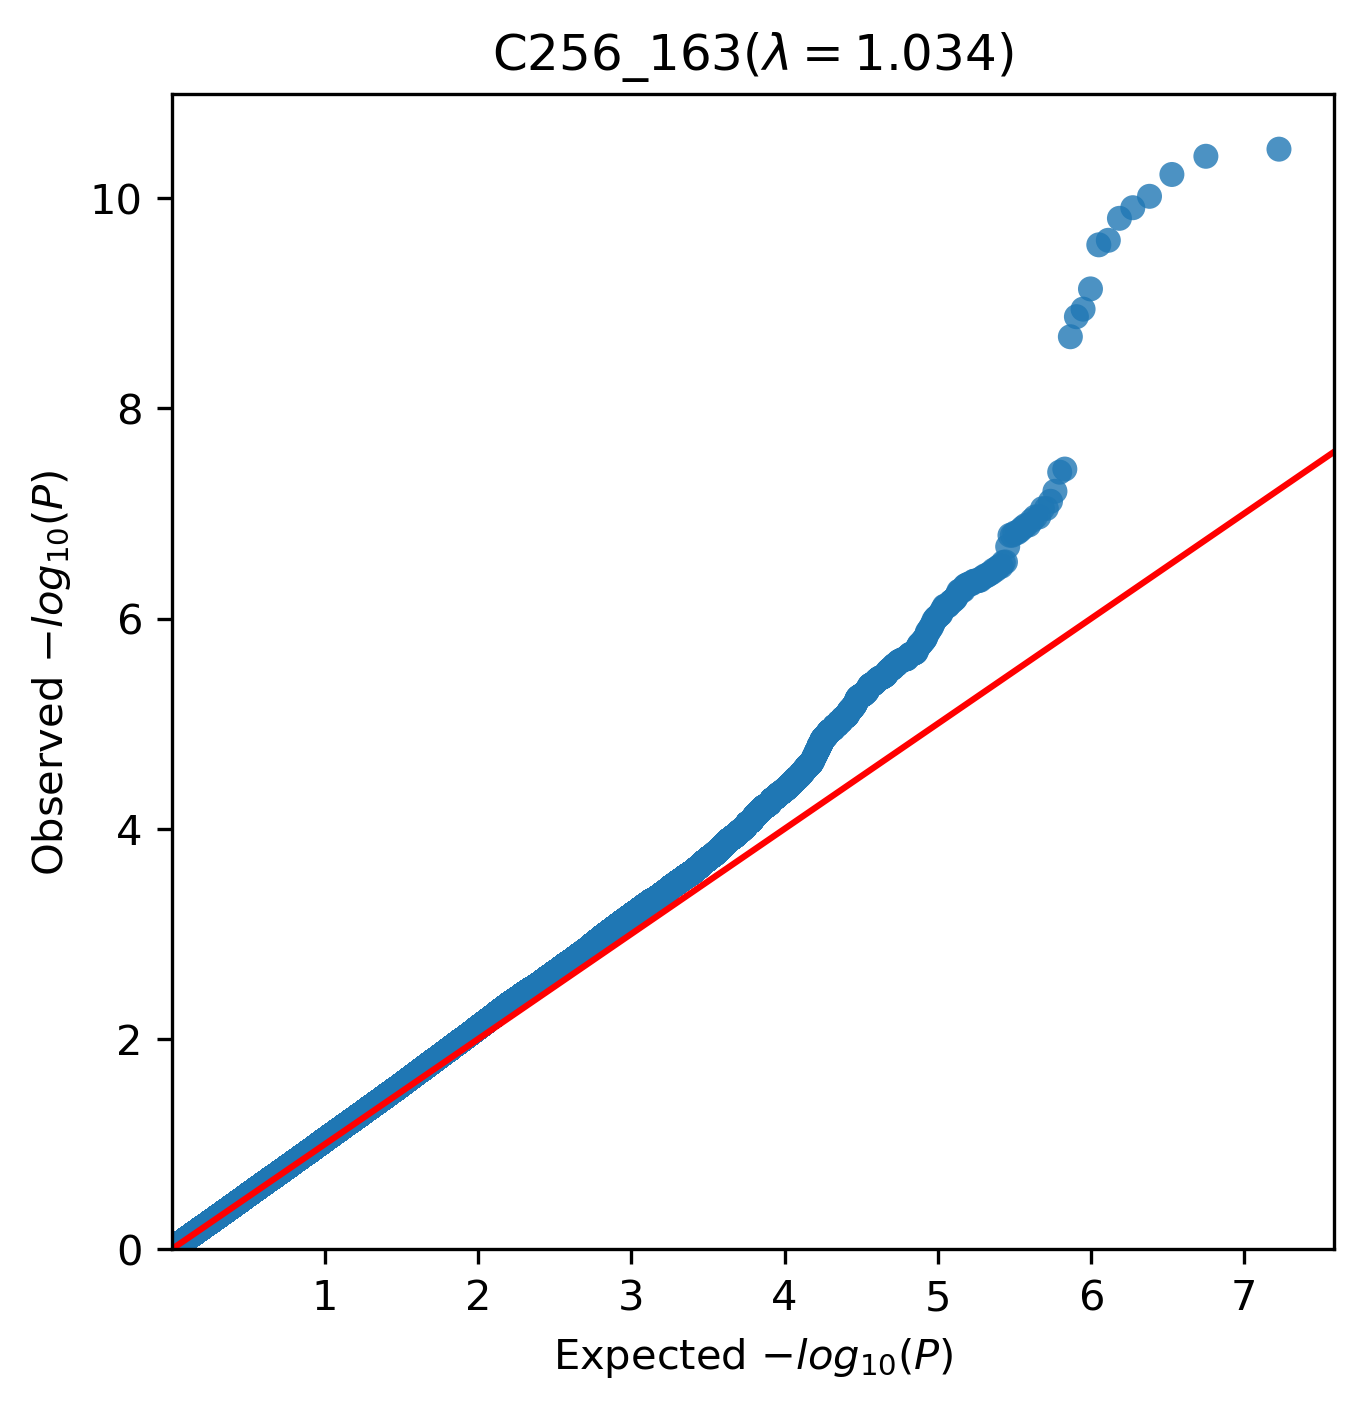 C256_163(λ = 1.034)
10
8
6
4
2
0
Observed −log₁₀(P)
1 2 3 4 5 6 7
Expected −log₁₀(P)